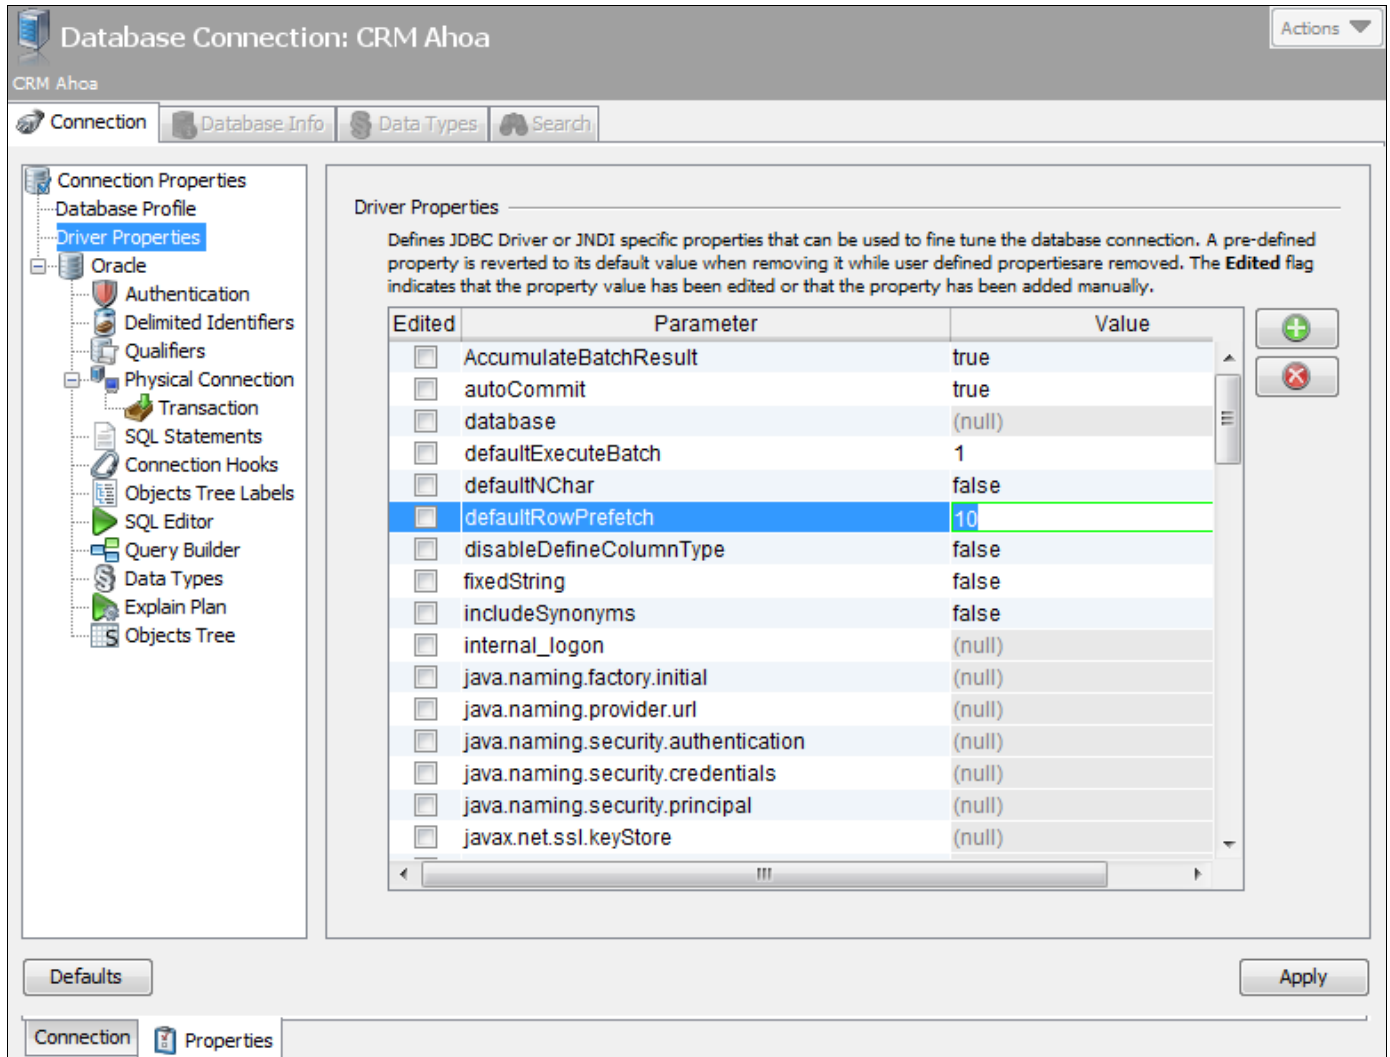 Database Connection: CRM Ahoa
Actions
CRM Ahoa
Connection
Database Info
Data Types
Search
Connection Properties
Database Profile
Driver Properties
Oracle
Authentication
Delimited Identifiers
Qualifiers
Physical Connection
Transaction
SQL Statements
Connection Hooks
Objects Tree Labels
SQL Editor
Query Builder
Data Types
Explain Plan
Objects Tree
Driver Properties
Defines JDBC Driver or JNDI specific properties that can be used to fine tune the database connection. A pre-defined
property is reverted to its default value when removing it while user defined propertiesare removed. The Edited flag
indicates that the property value has been edited or that the property has been added manually.
Edited Parameter Value
AccumulateBatchResult true
autoCommit true
database (null)
defaultExecuteBatch 1
defaultNChar false
defaultRowPrefetch 10
disableDefineColumnType false
fixedString false
includeSynonyms false
internal_logon (null)
java.naming.factory.initial (null)
java.naming.provider.url (null)
java.naming.security.authentication (null)
java.naming.security.credentials (null)
java.naming.security.principal (null)
javax.net.ssl.keyStore (null)
Defaults
Apply
Connection
Properties